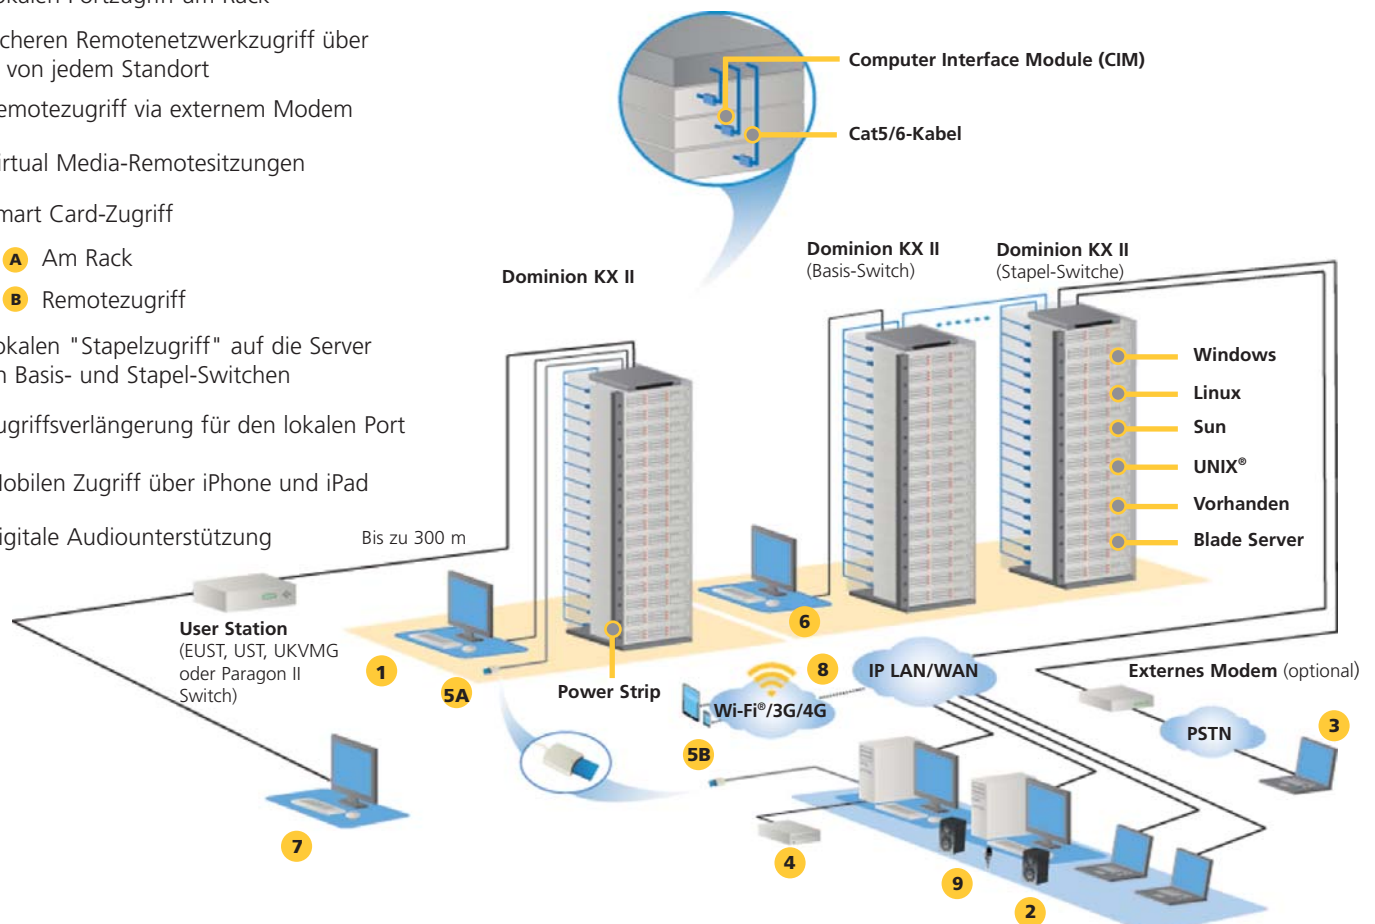 okalen Portzugriff am Rack
cheren Remotenetzwerkzugriff über
von jedem Standort
emotezugriff via externem Modem
irtual Media-Remotesitzungen
mart Card-Zugriff
A Am Rack
B Remotezugriff
okalen "Stapelzugriff" auf die Server
n Basis- und Stapel-Switchen
ugriffsverlängerung für den lokalen Port
obilen Zugriff über iPhone und iPad
igitale Audiounterstützung
Computer Interface Module (CIM)
Cat5/6-Kabel
Dominion KX II
Dominion KX II
(Basis-Switch)
Dominion KX II
(Stapel-Switche)
Windows
Linux
Sun
UNIX®
Vorhanden
Blade Server
Bis zu 300 m
User Station
(EUST, UST, UKVMG
oder Paragon II
Switch)
1
5A
Power Strip
6
8
Wi-Fi®/3G/4G
IP LAN/WAN
5B
Externes Modem (optional)
PSTN
3
7
4
9
2